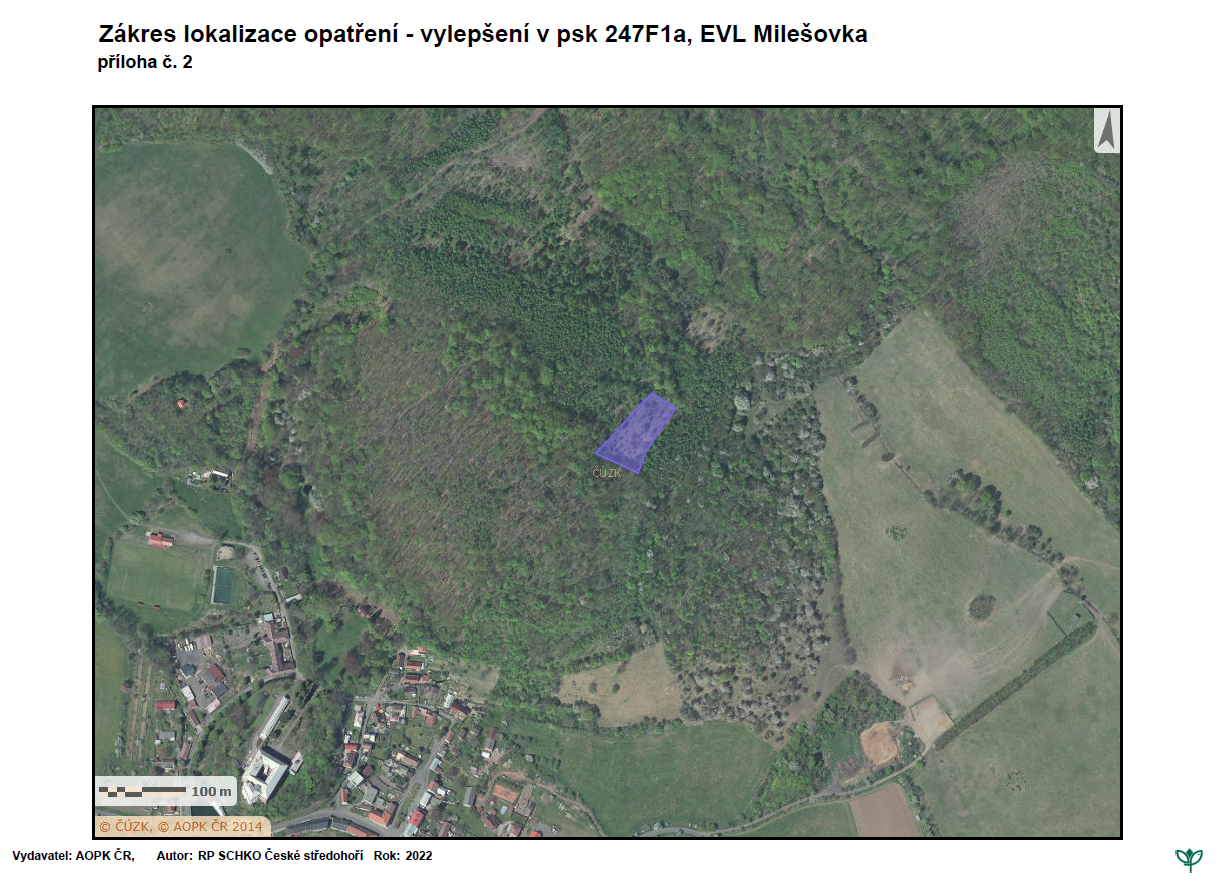 Zákres lokalizace opatření - vylepšení v psk 247F1a, EVL Milešovka
příloha č. 2
ČÚZK
100 m
© ČÚZK, © AOPK ČR 2014
Vydavatel: AOPK ČR, Autor: RP SCHKO České středohoří Rok: 2022